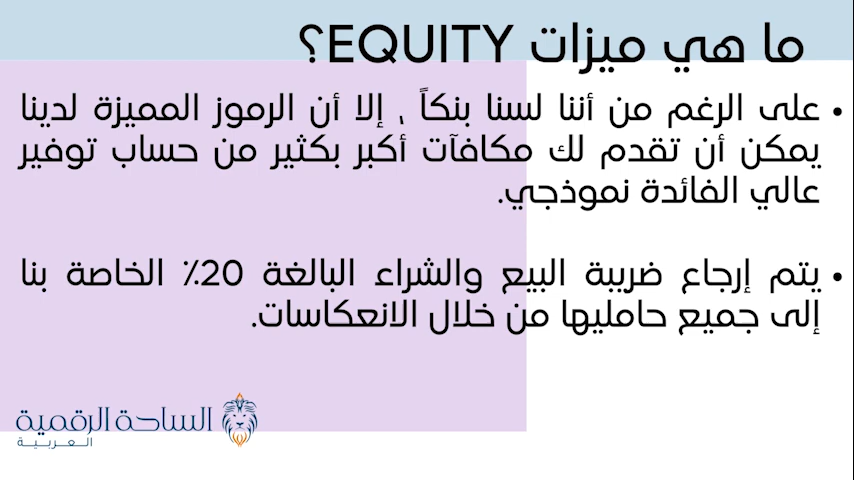 ما هي ميزات EQUITY؟
• على الرغم من أننا لسنا بنكاً ، إلا أن الرموز المميزة لدينا
يمكن أن تقدم لك مكافآت أكبر بكثير من حساب توفير
عالي الفائدة نموذجي.
• يتم إرجاع ضريبة البيع والشراء البالغة 20٪ الخاصة بنا
إلى جميع حامليها من خلال الانعكاسات.
الساحة الرقمية
العربية